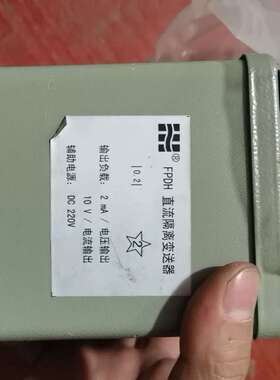 ®
FPDH 直流隔离变送器
|0.2|
2
输出负载: 2 mA / 电压输出
10 V / 电流输出
辅助电源: DC 220V